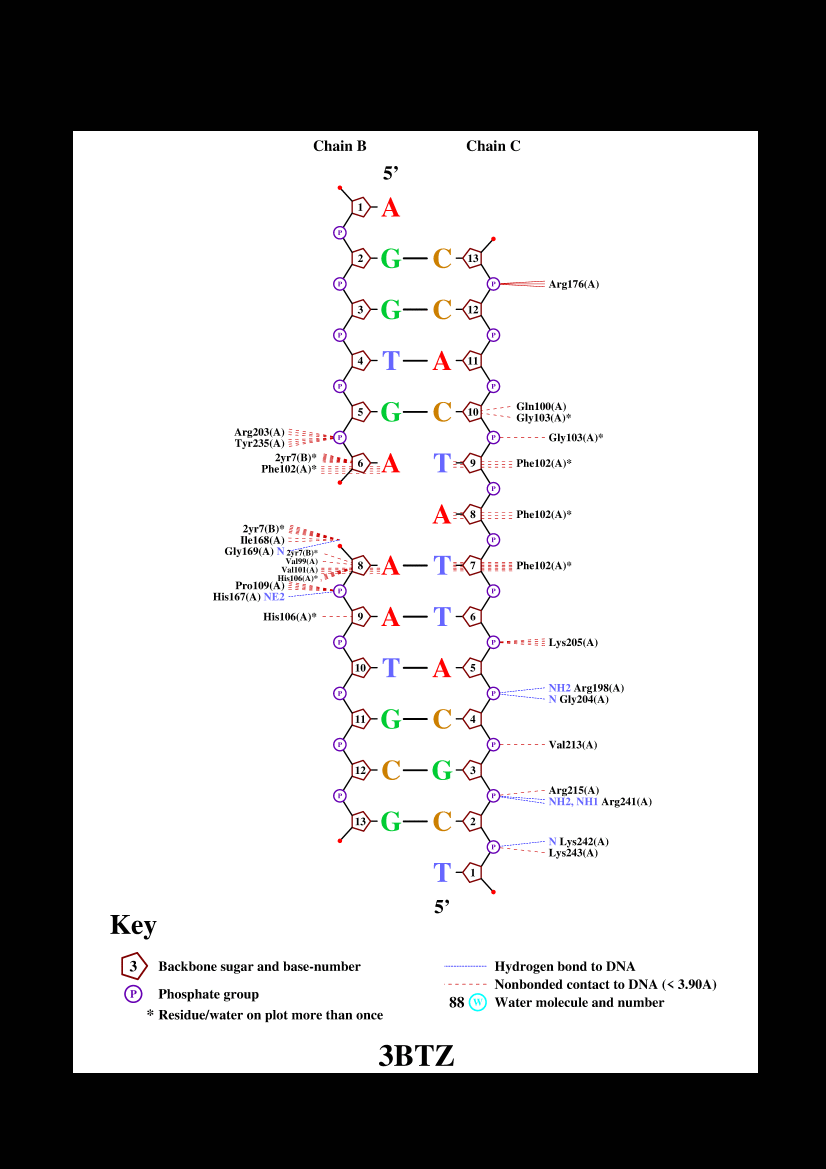 Chain B Chain C
5’
1 A
P
2 G C 13
P P Arg176(A)
3 G C 12
P P
4 T A 11
P P
5 G C 10 Gln100(A)
Gly103(A)*
Arg203(A) P P Gly103(A)*
Tyr235(A)
2yr7(B)* 6 A T 9 Phe102(A)*
Phe102(A)*
P
A 8 Phe102(A)*
2yr7(B)*
Ile168(A) P
Gly169(A) N
2yr7(B)*
Val99(A) 8 A T 7 Phe102(A)*
Val101(A)
His106(A)*
Pro109(A) P P
His167(A) NE2
His106(A)* 9 A T 6
P P Lys205(A)
10 T A 5
P P NH2 Arg198(A)
N Gly204(A)
11 G C 4
P P Val213(A)
12 C G 3
P P Arg215(A)
NH2, NH1 Arg241(A)
13 G C 2
P N Lys242(A)
Lys243(A)
T 1
5’
Key
3 Backbone sugar and base-number
P Phosphate group
* Residue/water on plot more than once
Hydrogen bond to DNA
Nonbonded contact to DNA (< 3.90A)
88 W Water molecule and number
3BTZ